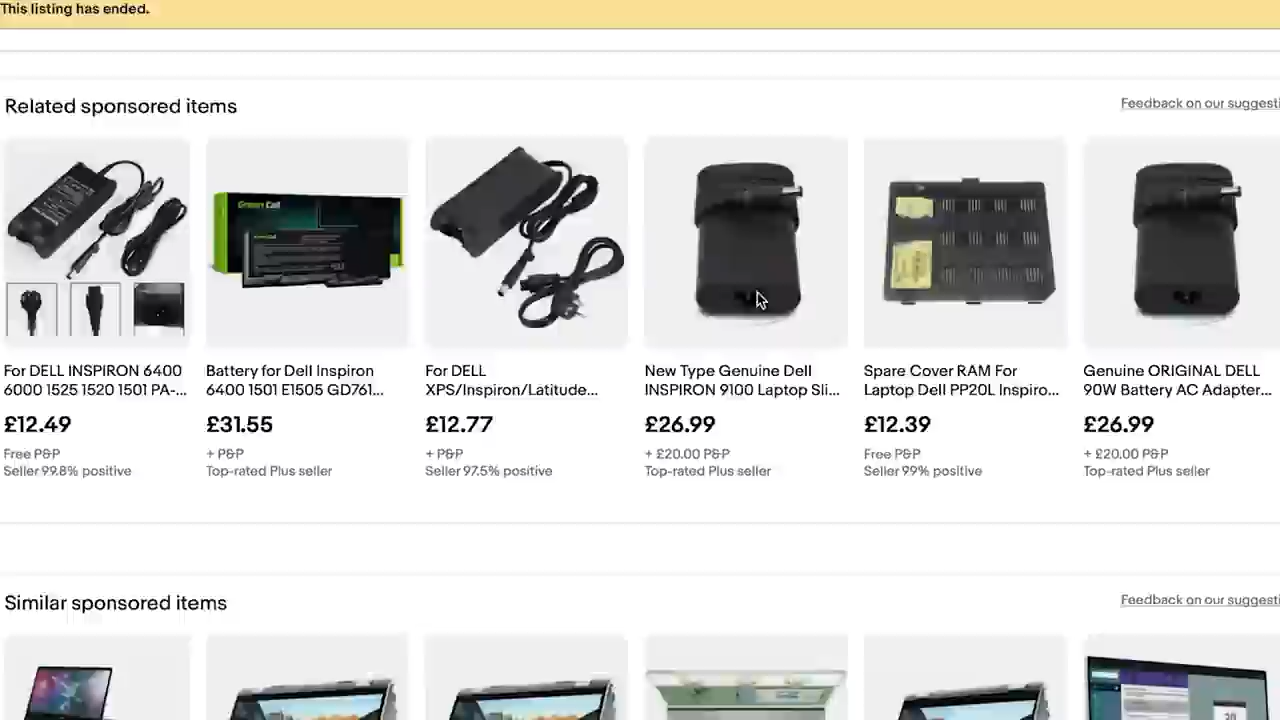 This listing has ended.
Related sponsored items
Feedback on our suggesti
Green Cell
For DELL INSPIRON 6400
6000 1525 1520 1501 PA-...
£12.49
Free P&P
Seller 99.8% positive
Battery for Dell Inspiron
6400 1501 E1505 GD761...
£31.55
+ P&P
Top-rated Plus seller
For DELL
XPS/Inspiron/Latitude...
£12.77
+ P&P
Seller 97.5% positive
New Type Genuine Dell
INSPIRON 9100 Laptop Sli...
£26.99
+ £20.00 P&P
Top-rated Plus seller
Spare Cover RAM For
Laptop Dell PP20L Inspiro...
£12.39
Free P&P
Seller 99% positive
Genuine ORIGINAL DELL
90W Battery AC Adapter...
£26.99
+ £20.00 P&P
Top-rated Plus seller
Similar sponsored items
Feedback on our suggesti